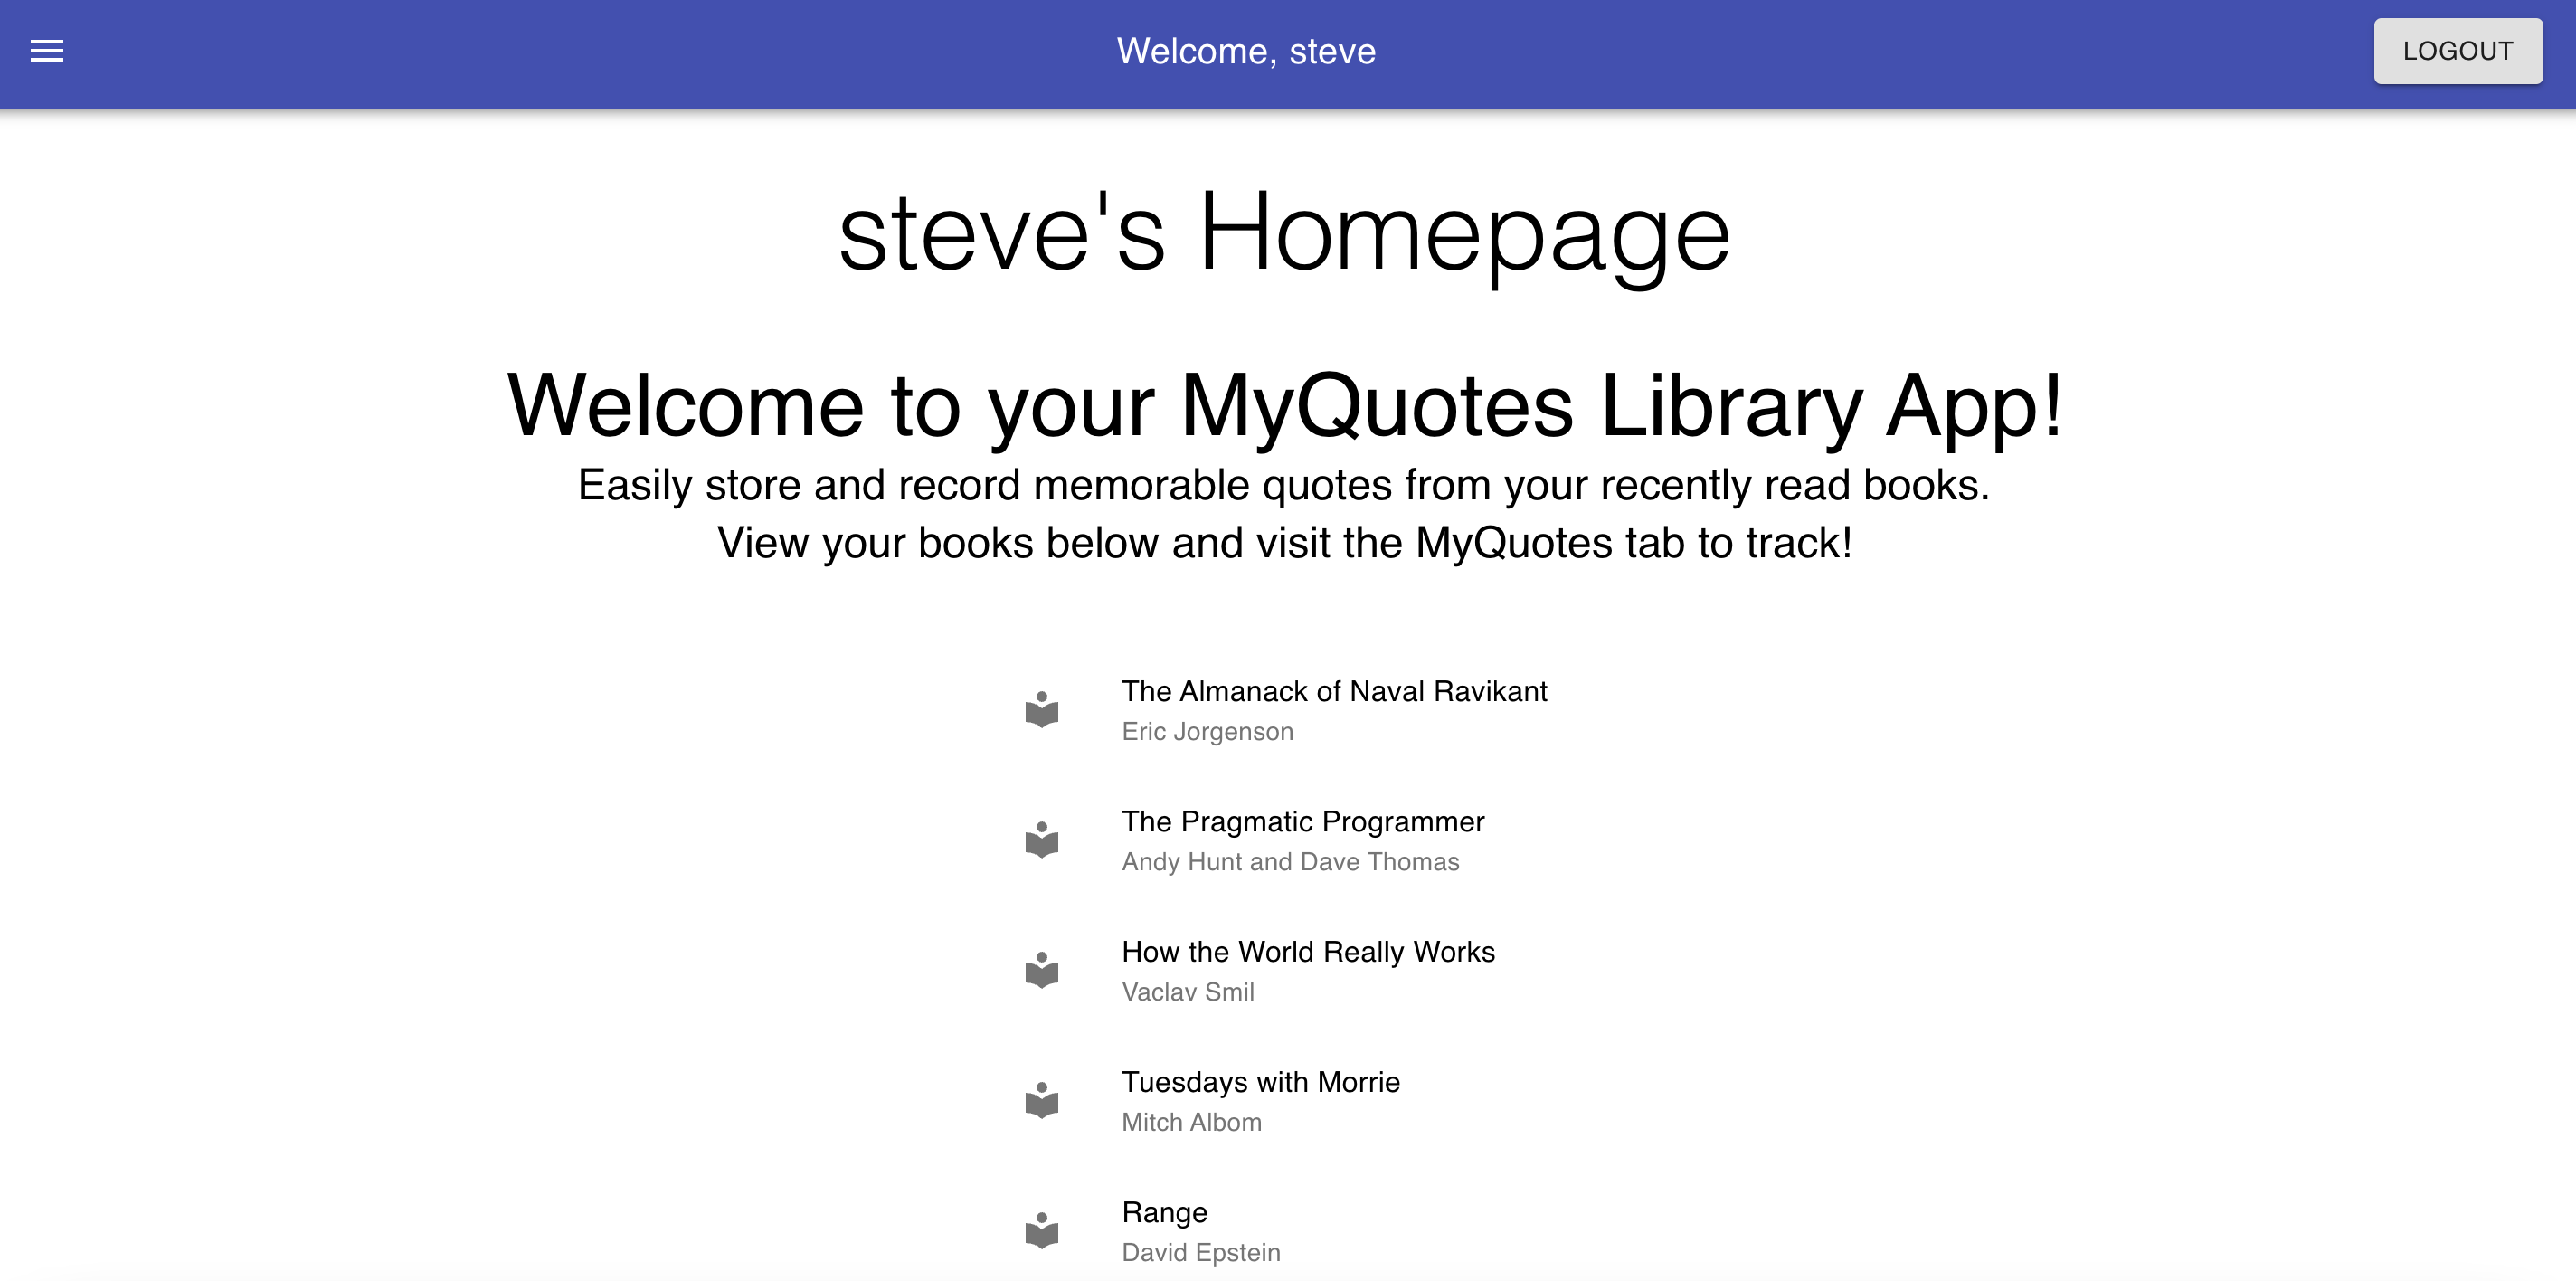 Welcome, steve
LOGOUT
steve's Homepage
Welcome to your MyQuotes Library App!
Easily store and record memorable quotes from your recently read books.
View your books below and visit the MyQuotes tab to track!
The Almanack of Naval Ravikant
Eric Jorgenson
The Pragmatic Programmer
Andy Hunt and Dave Thomas
How the World Really Works
Vaclav Smil
Tuesdays with Morrie
Mitch Albom
Range
David Epstein